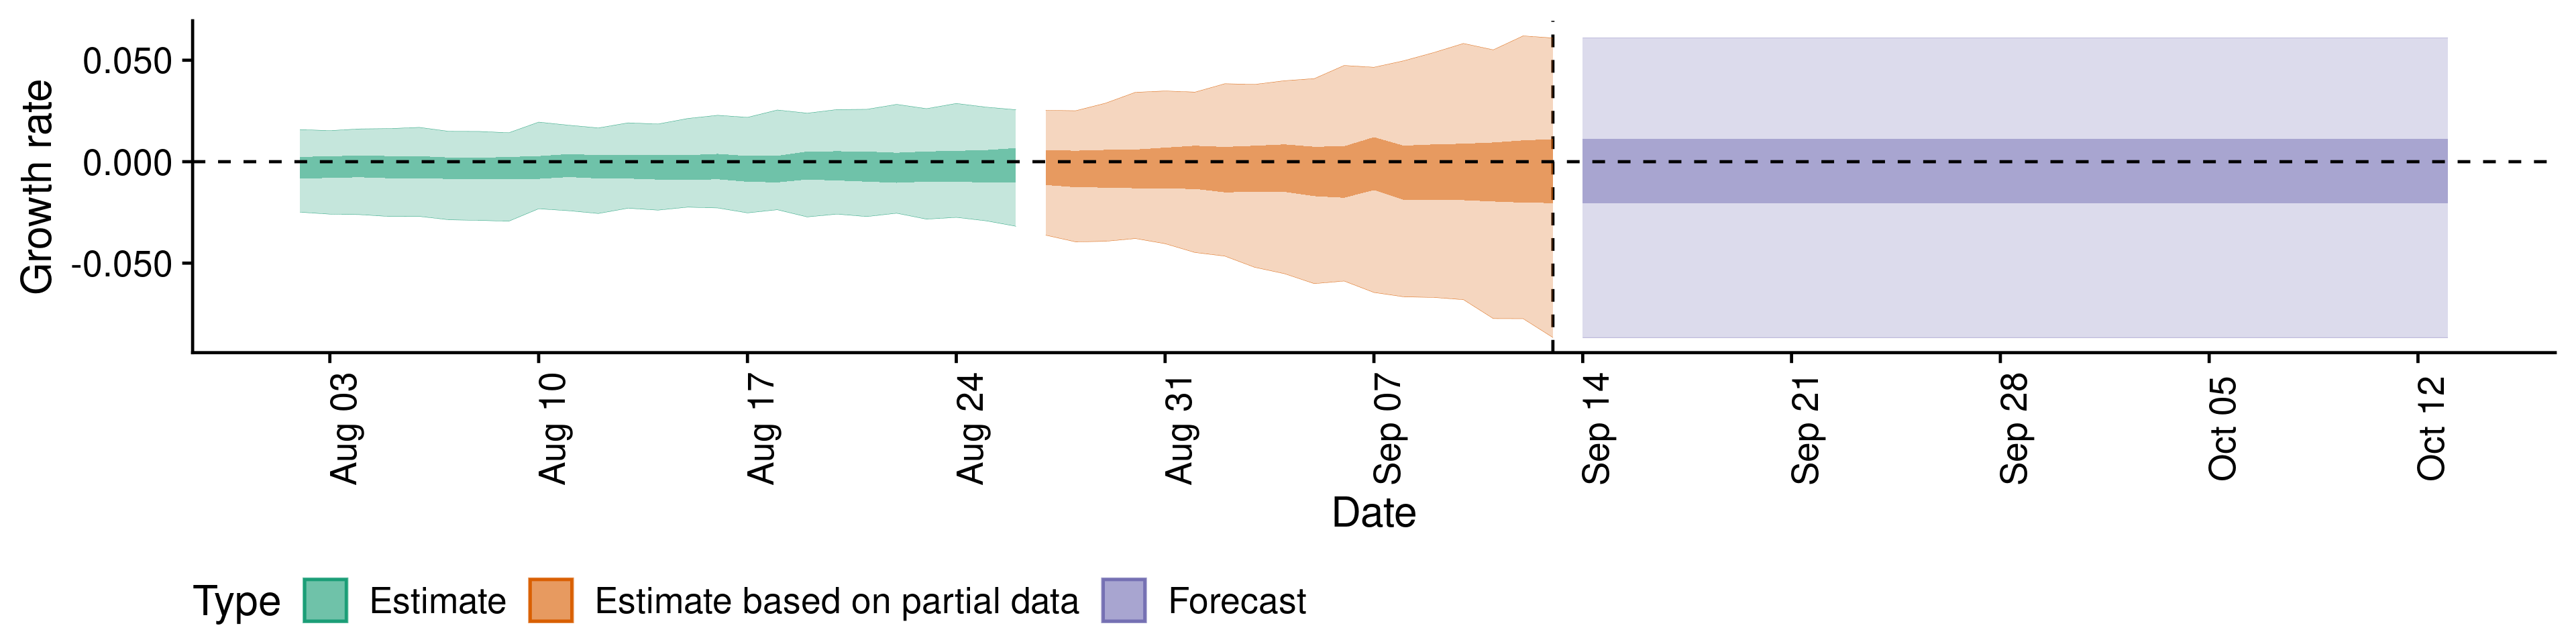 Growth rate
0.050
0.000
-0.050
Aug 03
Aug 10
Aug 17
Aug 24
Aug 31
Sep 07
Sep 14
Sep 21
Sep 28
Oct 05
Oct 12
Date
Type Estimate Estimate based on partial data Forecast